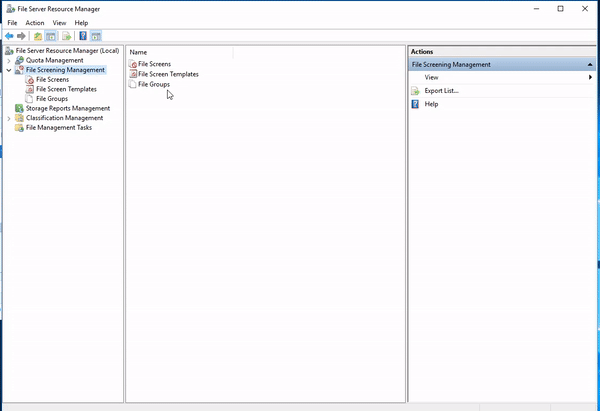 File Server Resource Manager
File Action View Help
File Server Resource Manager (Local)
Quota Management
File Screening Management
File Screens
File Screen Templates
File Groups
Storage Reports Management
Classification Management
File Management Tasks
Name
File Screens
File Screen Templates
File Groups
Actions
File Screening Management
View
Export List...
Help